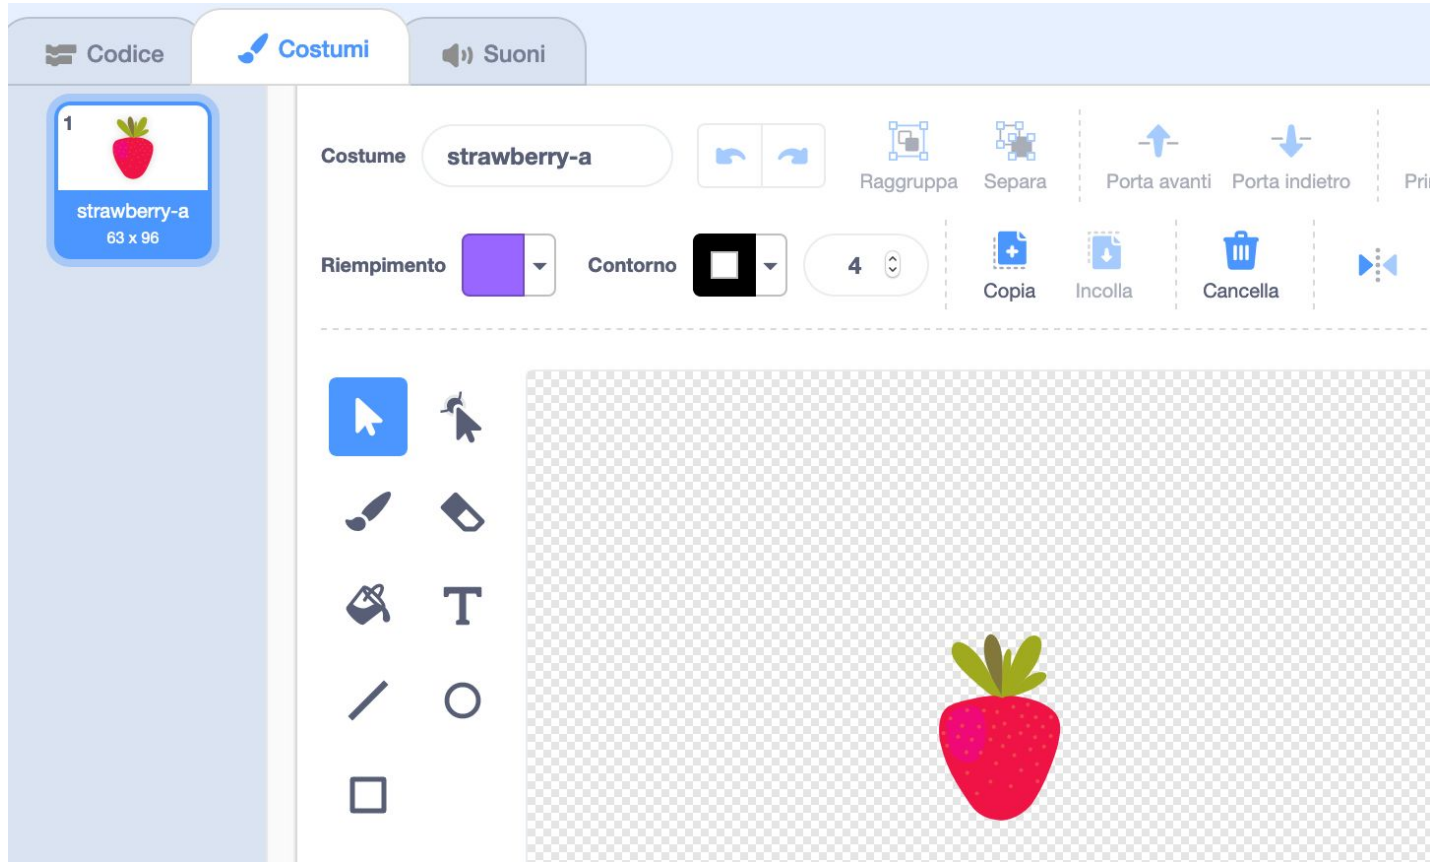 Codice
Costumi
Suoni
1
strawberry-a
63 x 96
Costume
strawberry-a
Raggruppa
Separa
Porta avanti
Porta indietro
Riempimento
Contorno
4
Copia
Incolla
Cancella
T